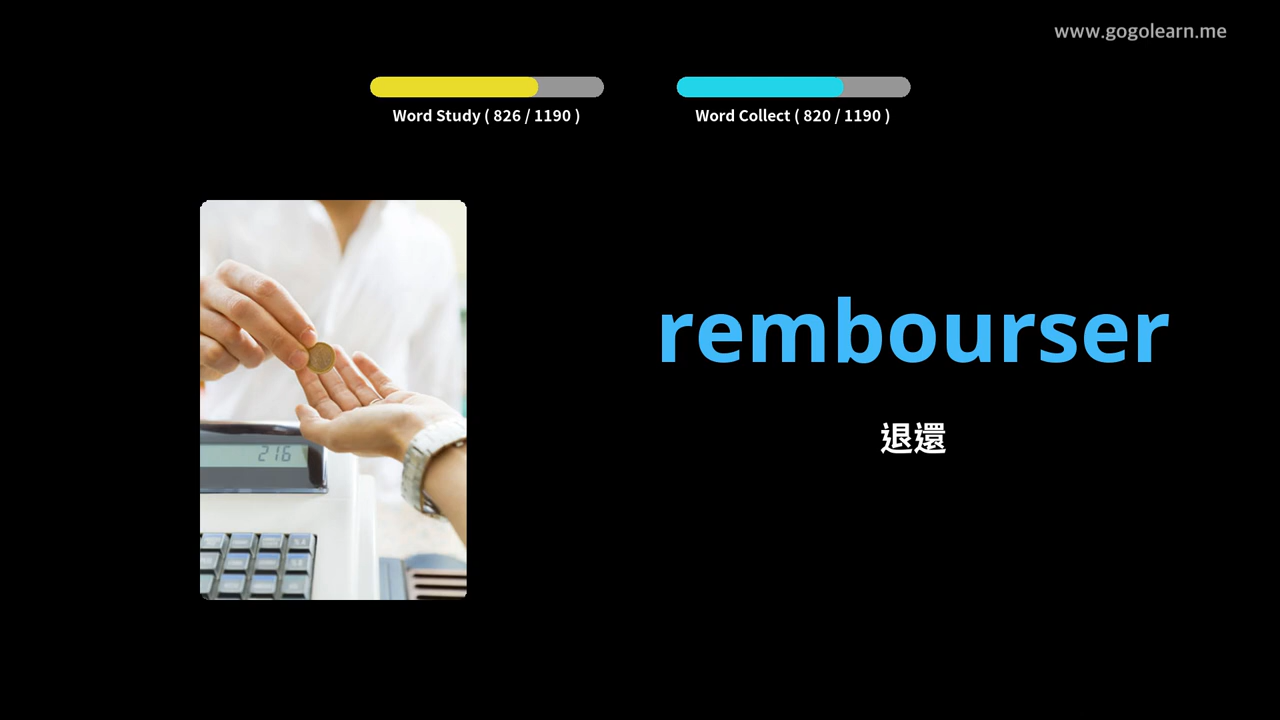 www.gogolearn.me
Word Study ( 826 / 1190 )
Word Collect ( 820 / 1190 )
rembourser
退還
216